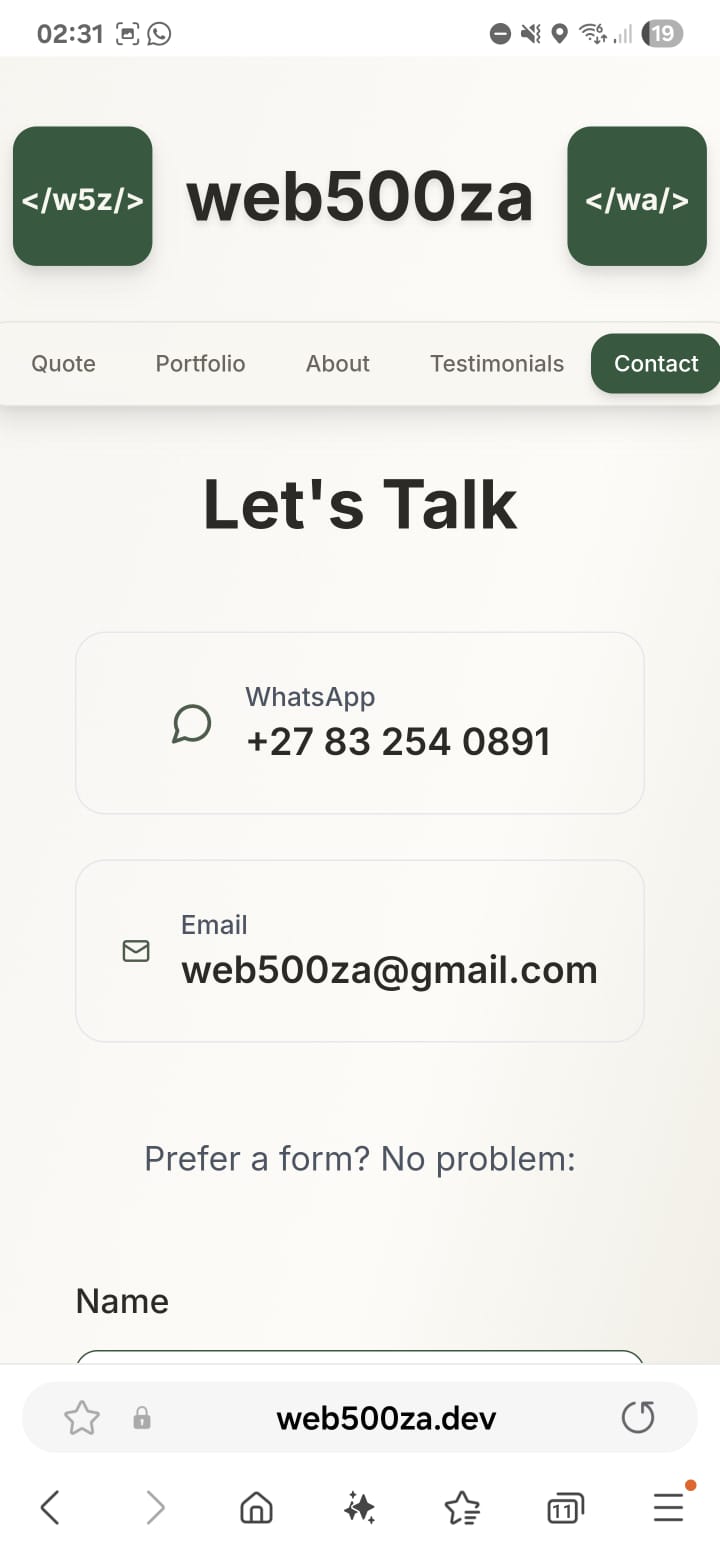 02:31
19
</w5z/>
web500za
</wa/>
Quote Portfolio About Testimonials Contact
Let's Talk
WhatsApp
+27 83 254 0891
Email
web500za@gmail.com
Prefer a form? No problem:
Name
web500za.dev
11